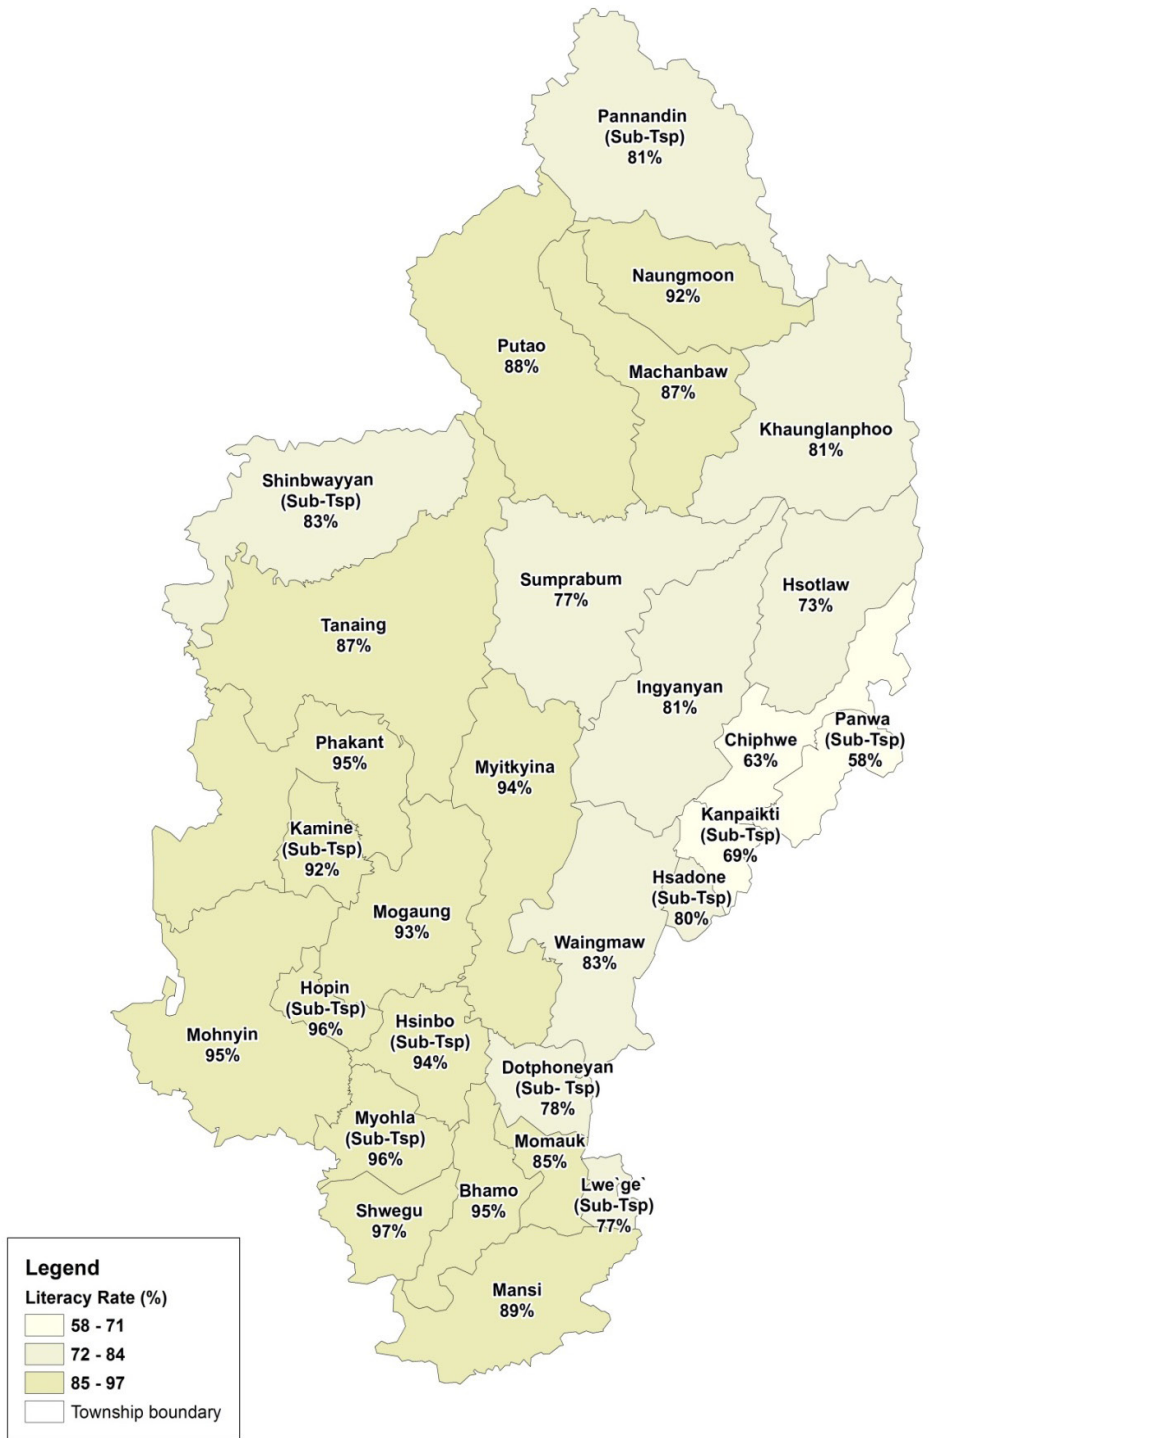 Pannandin
(Sub-Tsp)
81%
Naungmoon
92%
Putao
88%
Machanbaw
87%
Khaunglanphoo
81%
Shinbwayyan
(Sub-Tsp)
83%
Sumprabum
77%
Hsotlaw
73%
Tanaing
87%
Ingyanyan
81%
Panwa
(Sub-Tsp)
58%
Chiphwe
63%
Phakant
95%
Myitkyina
94%
Kanpaikti
(Sub-Tsp)
69%
Kamine
(Sub-Tsp)
92%
Hsadone
(Sub-Tsp)
80%
Mogaung
93%
Waingmaw
83%
Hopin
(Sub-Tsp)
96%
Hsinbo
(Sub-Tsp)
94%
Mohnyin
95%
Dotphoneyan
(Sub- Tsp)
78%
Myohla
(Sub-Tsp)
96%
Momauk
85%
Lwe`ge`
(Sub-Tsp)
77%
Bhamo
95%
Shwegu
97%
Mansi
89%
Legend
Literacy Rate (%)
58 - 71
72 - 84
85 - 97
Township boundary